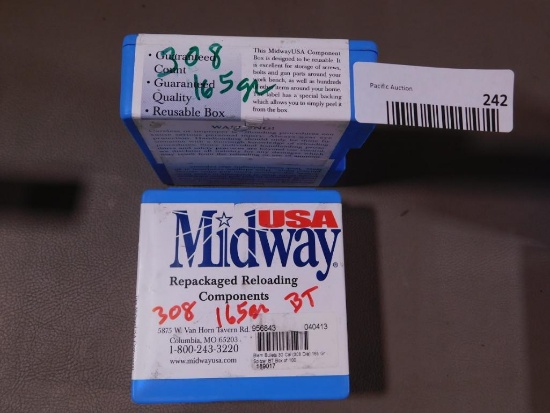 • Guaranteed
Count
• Guaranteed
Quality
• Reusable Box
308
165gr
This MidwayUSA Component
Box is designed to be reusable. It
is excellent for storage of screws,
bolts and gun parts around your
work bench, as well as hundreds
of other items around your home.
label has a special backing
which allows you to simply peel it
from the box.
WARNING!
Pacific Auction
242
USA
Midway®
Repackaged Reloading
Components
308 165gr BT
5875 W. Van Horn Tavern Rd.
Columbia, MO 65203
1-800-243-3220
www.midwayusa.com
956843 040413
189017